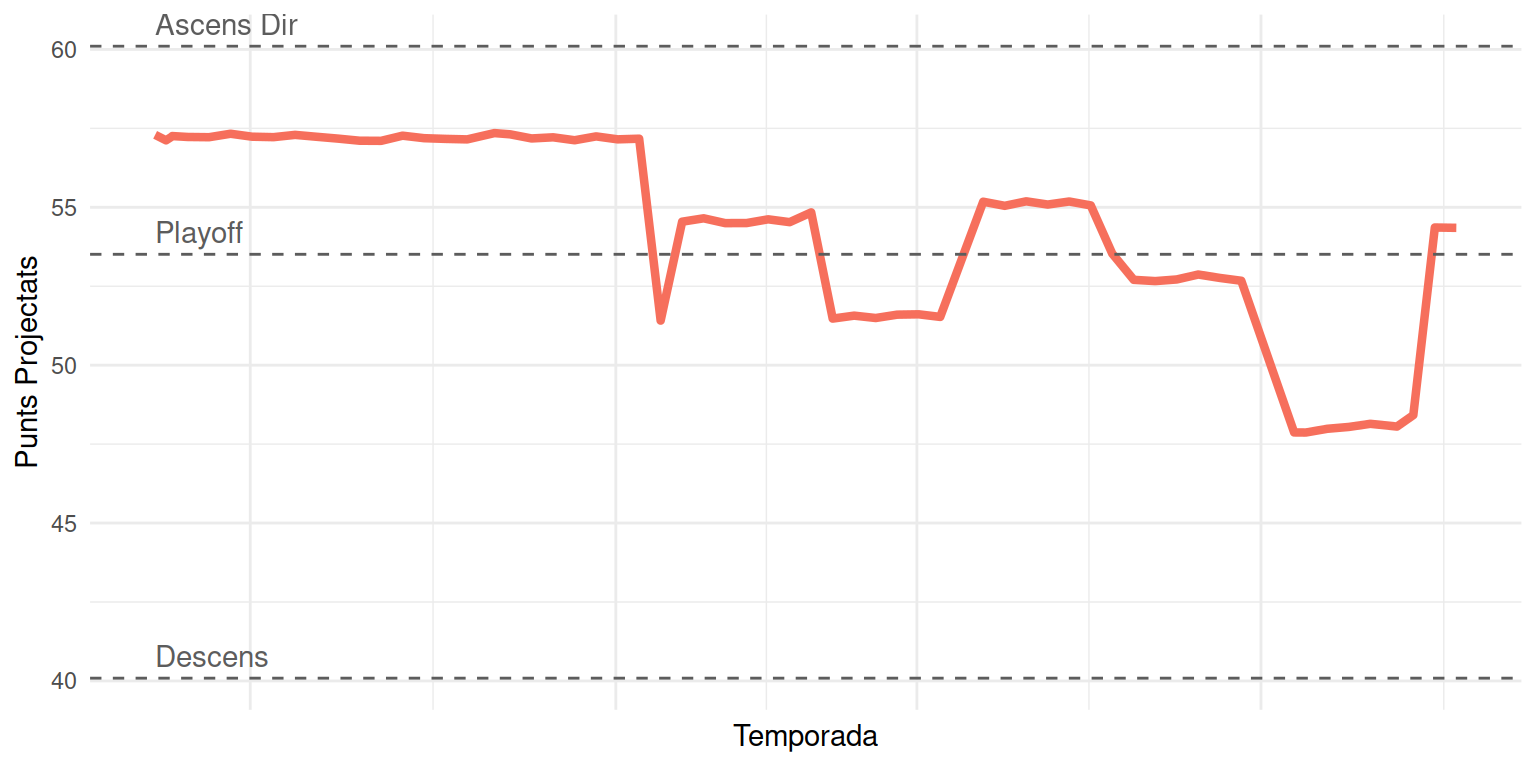 Ascens Dir
60
55
Playoff
50
45
Descens
40
Punts Projectats
Temporada